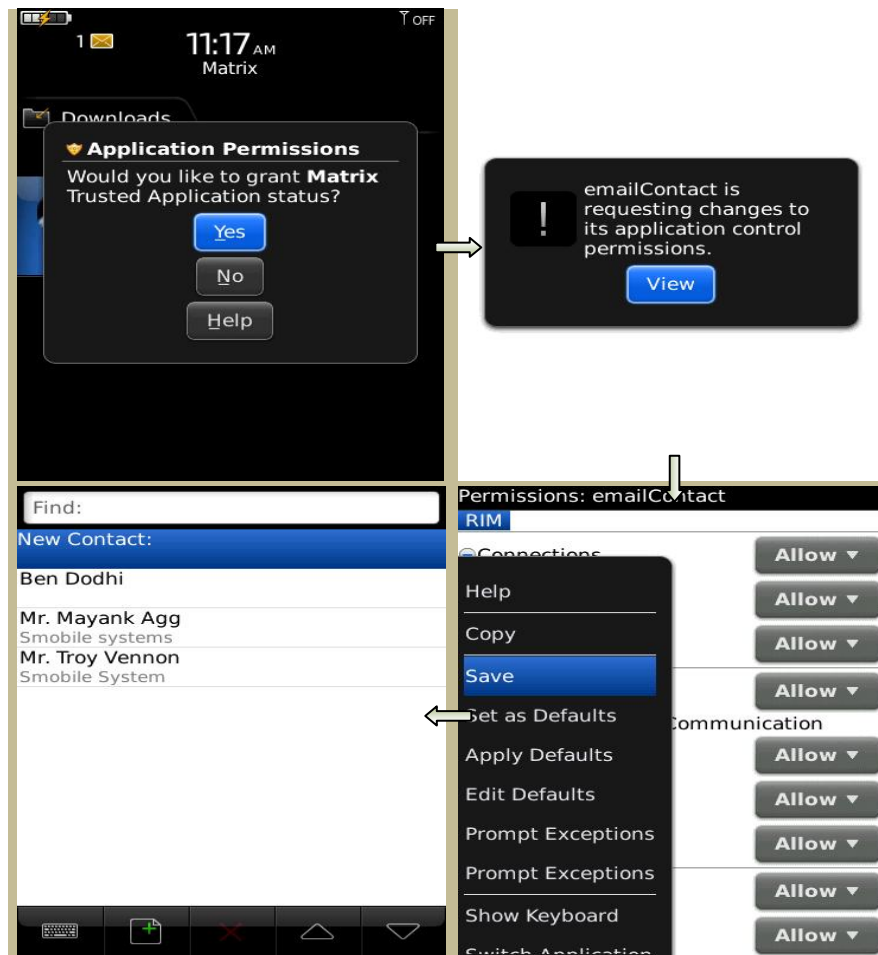 OFF
1
11:17 AM
Matrix
Downloads
Application Permissions
Would you like to grant Matrix
Trusted Application status?
Yes
No
Help
emailContact is
requesting changes to
its application control
permissions.
View
Permissions: emailContact
RIM
Connections
Allow
Allow
Allow
Allow
Communication
Allow
Allow
Allow
Allow
Allow
Help
Copy
Save
Set as Defaults
Apply Defaults
Edit Defaults
Prompt Exceptions
Prompt Exceptions
Show Keyboard
Switch Application
Find:
New Contact:
Ben Dodhi
Mr. Mayank Agg
Smobile systems
Mr. Troy Vennon
Smobile System